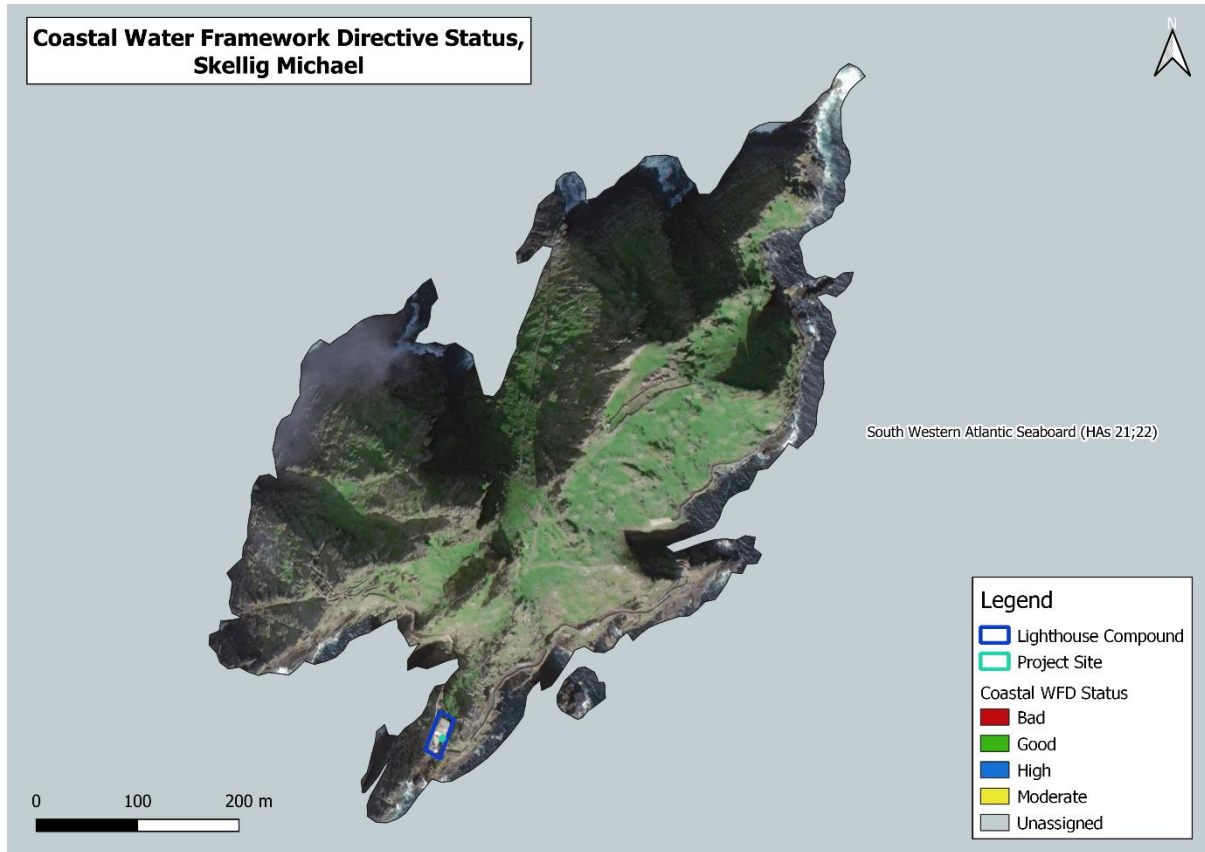 Coastal Water Framework Directive Status,
Skellig Michael
N
South Western Atlantic Seaboard (HAs 21;22)
Legend
Lighthouse Compound
Project Site
Coastal WFD Status
Bad
Good
High
Moderate
Unassigned
0 100 200 m